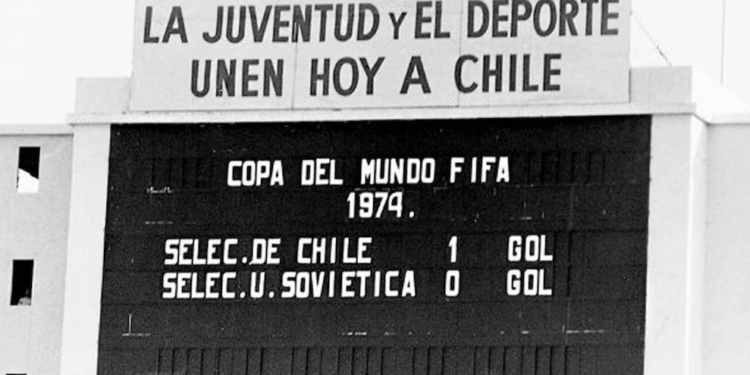 LA JUVENTUD Y EL DEPORTE
UNEN HOY A CHILE
COPA DEL MUNDO FIFA
1974.
SELEC.DE CHILE 1 GOL
SELEC.U.SOVIETICA 0 GOL